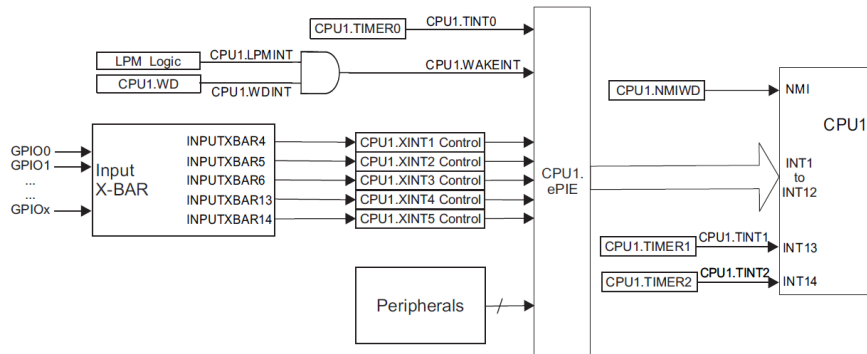 CPU1.TIMER0
CPU1.TINT0
LPM Logic
CPU1.LPMINT
CPU1.WD
CPU1.WDINT
CPU1.WAKEINT
GPIO0
GPIO1
...
...
GPIOx
Input
X-BAR
INPUTXBAR4
INPUTXBAR5
INPUTXBAR6
INPUTXBAR13
INPUTXBAR14
CPU1.XINT1 Control
CPU1.XINT2 Control
CPU1.XINT3 Control
CPU1.XINT4 Control
CPU1.XINT5 Control
Peripherals
CPU1.
ePIE
CPU1.NMIWD
NMI
CPU1
INT1
to
INT12
CPU1.TIMER1
CPU1.TINT1
INT13
CPU1.TIMER2
CPU1.TINT2
INT14